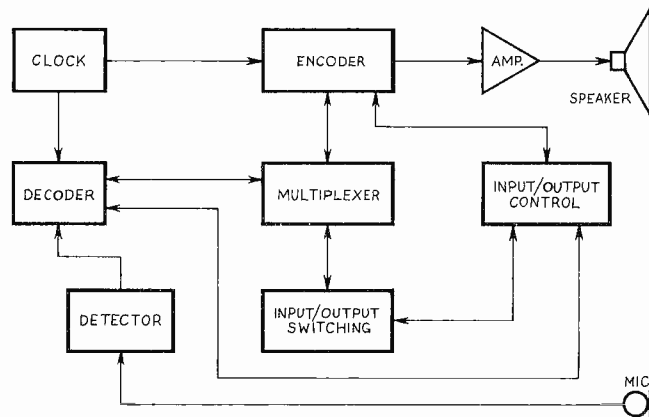 CLOCK
ENCODER
AMP.
SPEAKER
DECODER
MULTIPLEXER
INPUT/OUTPUT
CONTROL
DETECTOR
INPUT/OUTPUT
SWITCHING
MIC